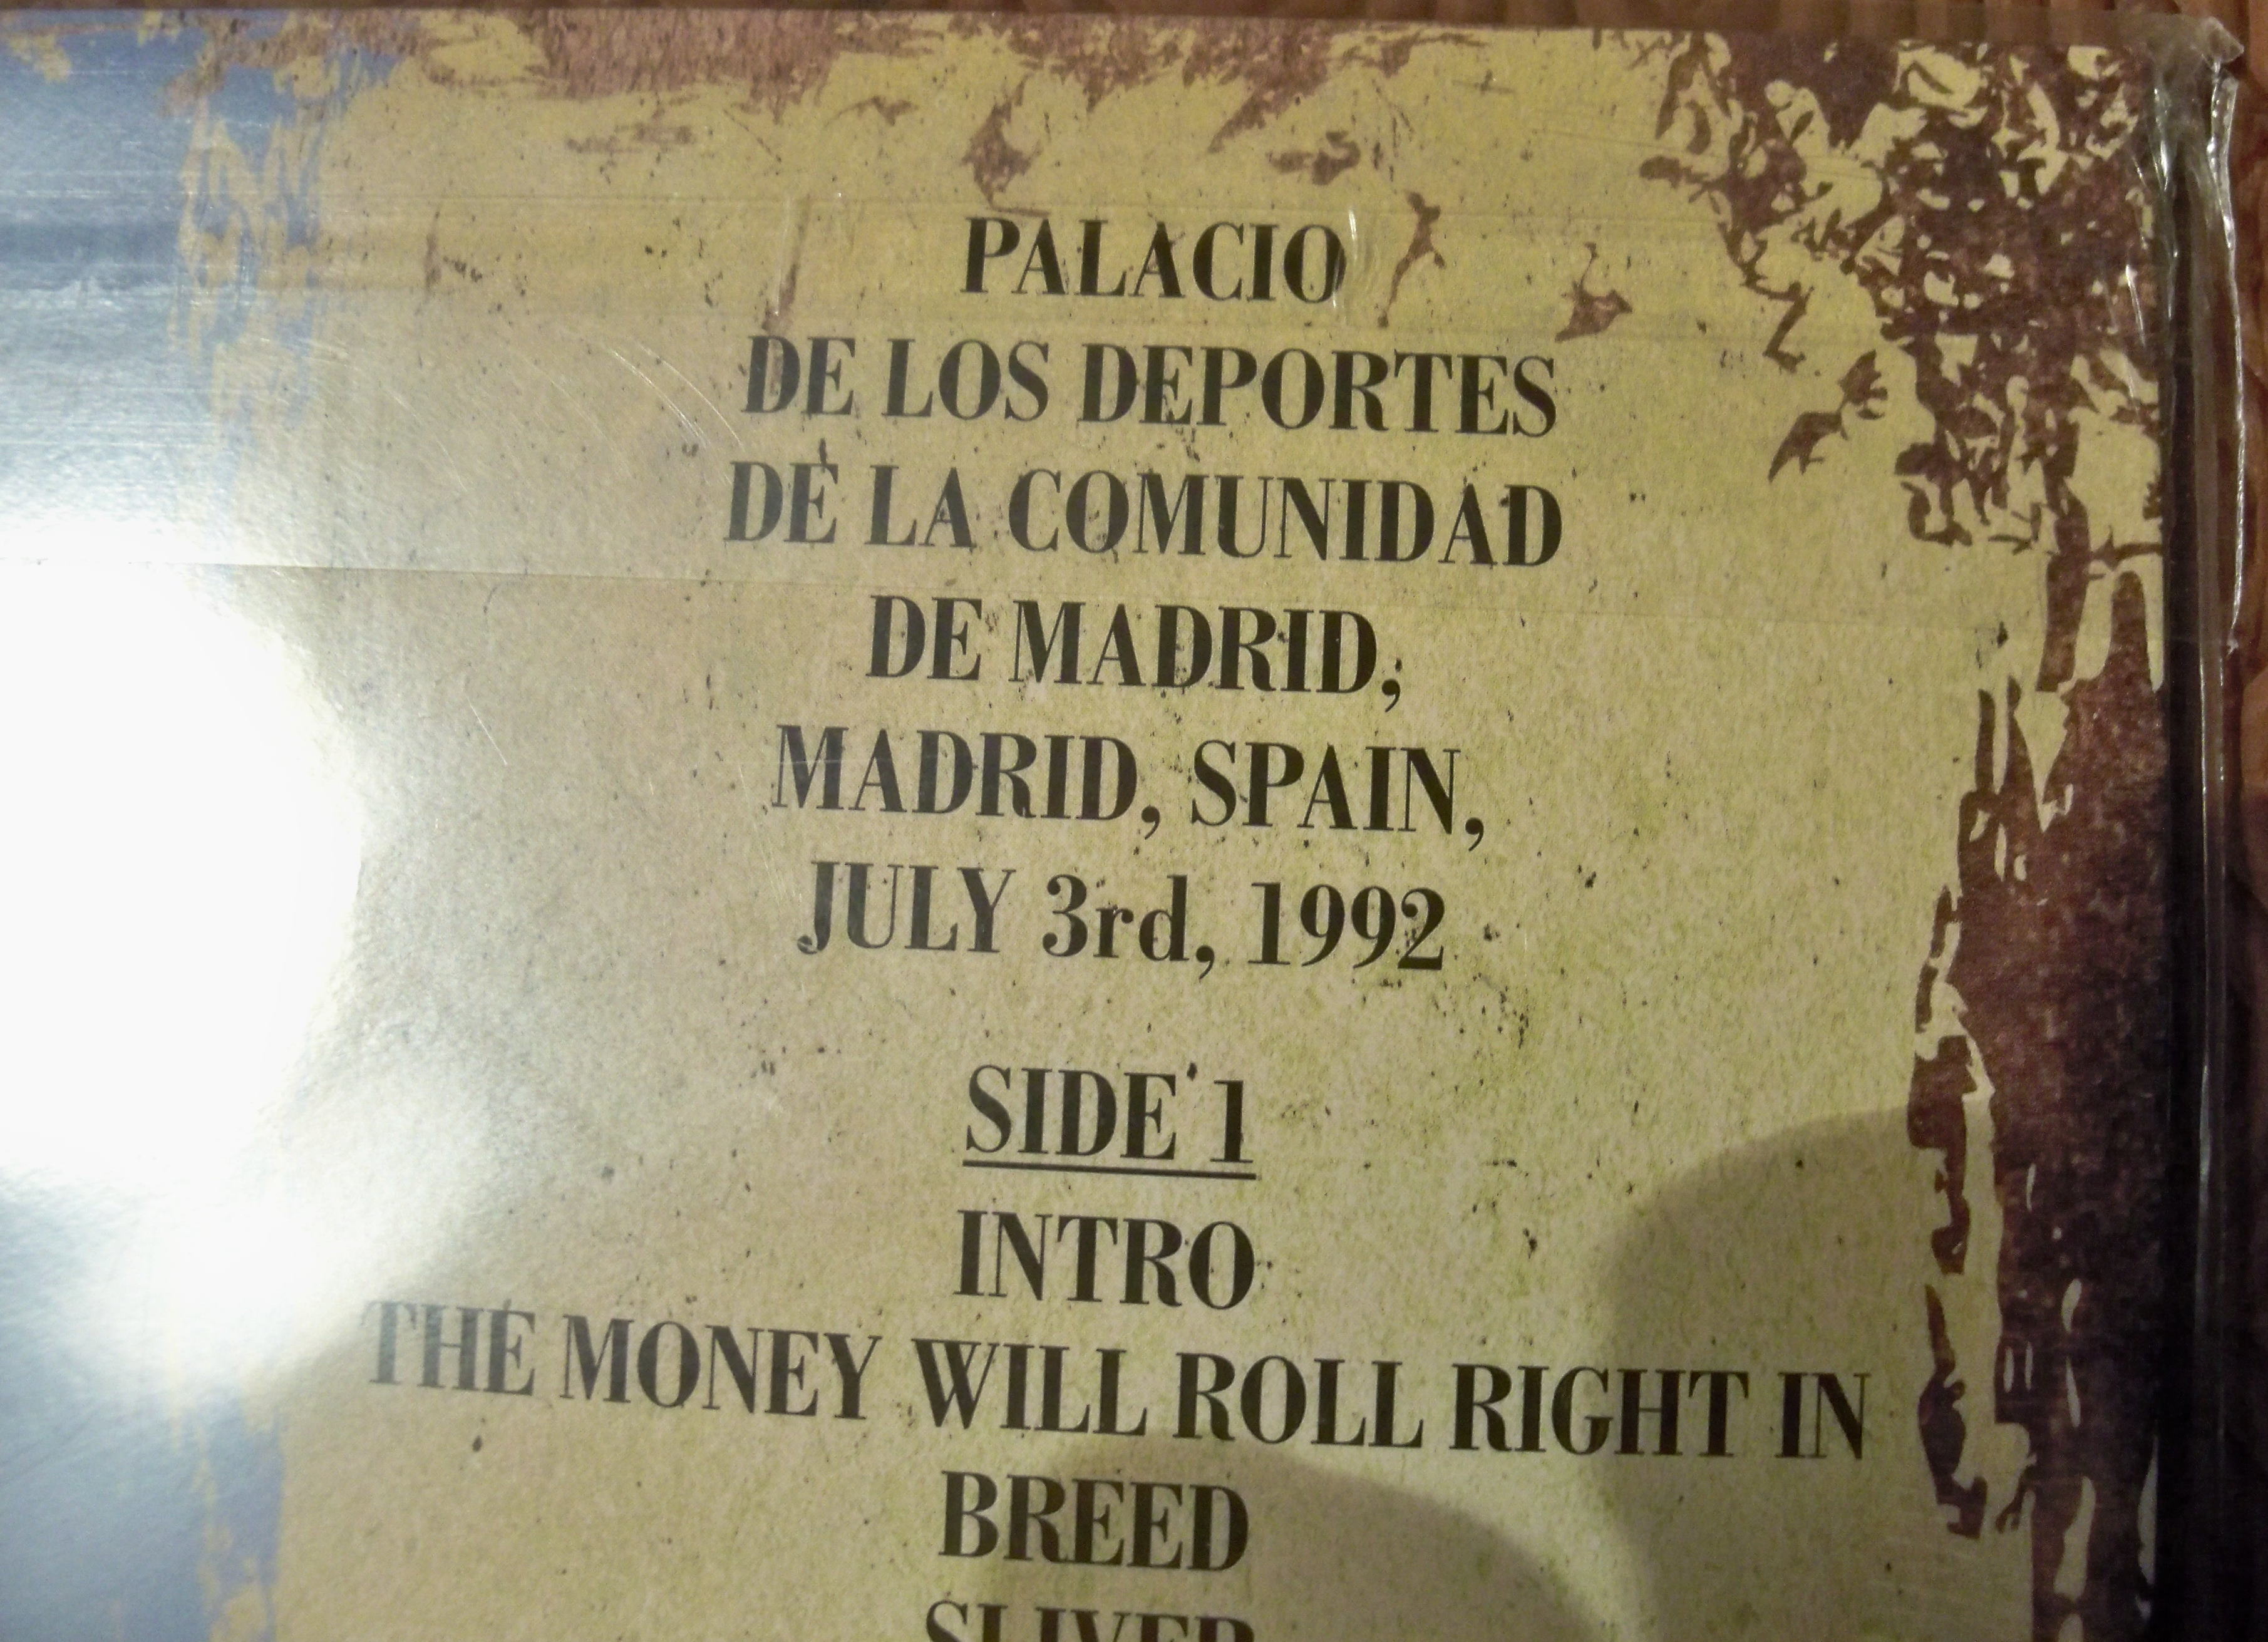 PALACIO
DE LOS DEPORTES
DE LA COMUNIDAD
DE MADRID;
MADRID, SPAIN,
JULY 3rd, 1992
SIDE 1
INTRO
THE MONEY WILL ROLL RIGHT IN
BREED
SLIVER